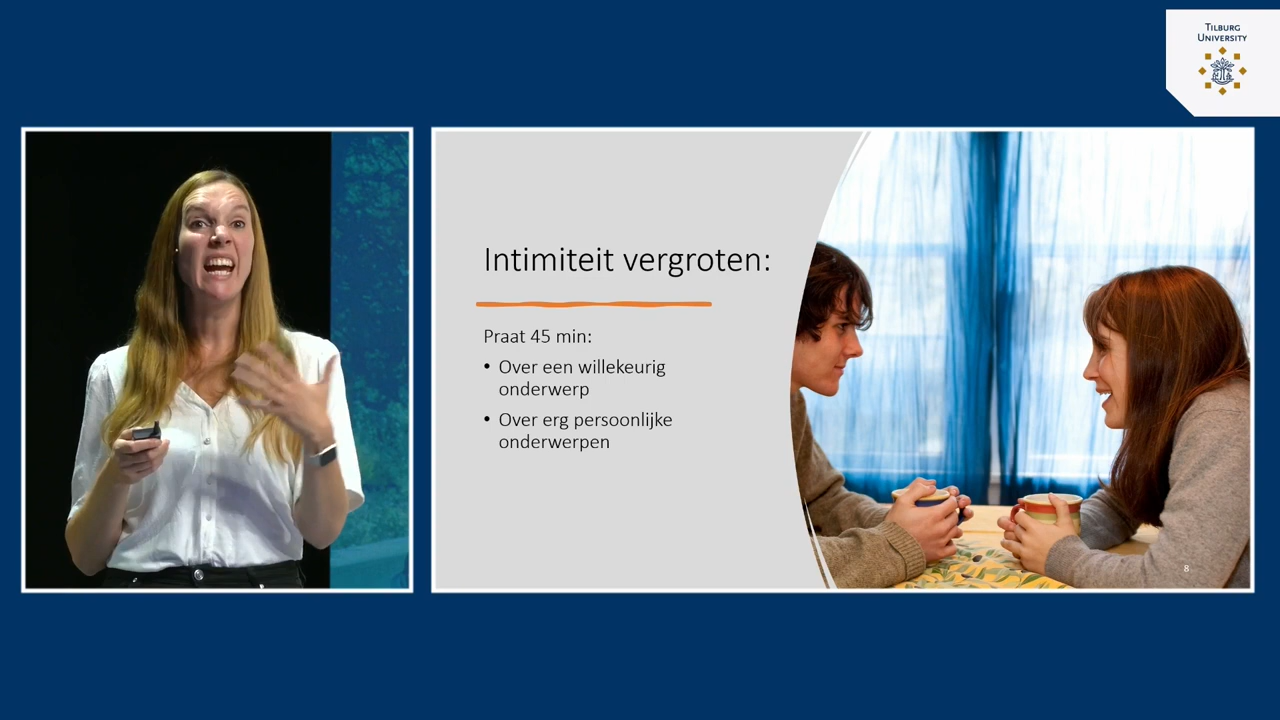 TILBURG
UNIVERSITY
Intimiteit vergroten:
Praat 45 min:
• Over een willekeurig
onderwerp
• Over erg persoonlijke
onderwerpen
8